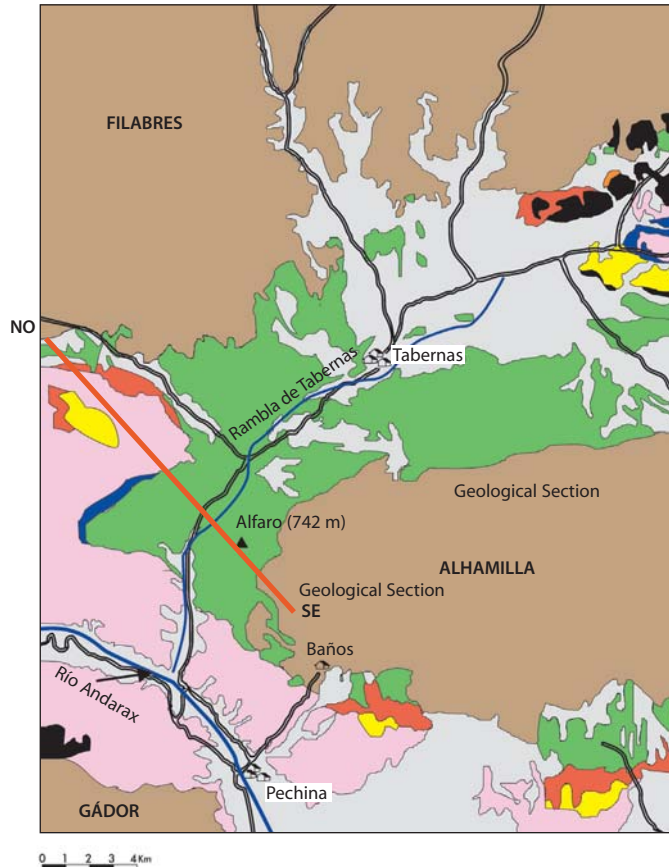 FILABRES
NO
Tabernas
Rambla de Tabernas
Geological Section
Alfaro (742 m)
ALHAMILLA
Geological Section
SE
Baños
Río Andarax
Pechina
GÁDOR
0 1 2 3 4 Km